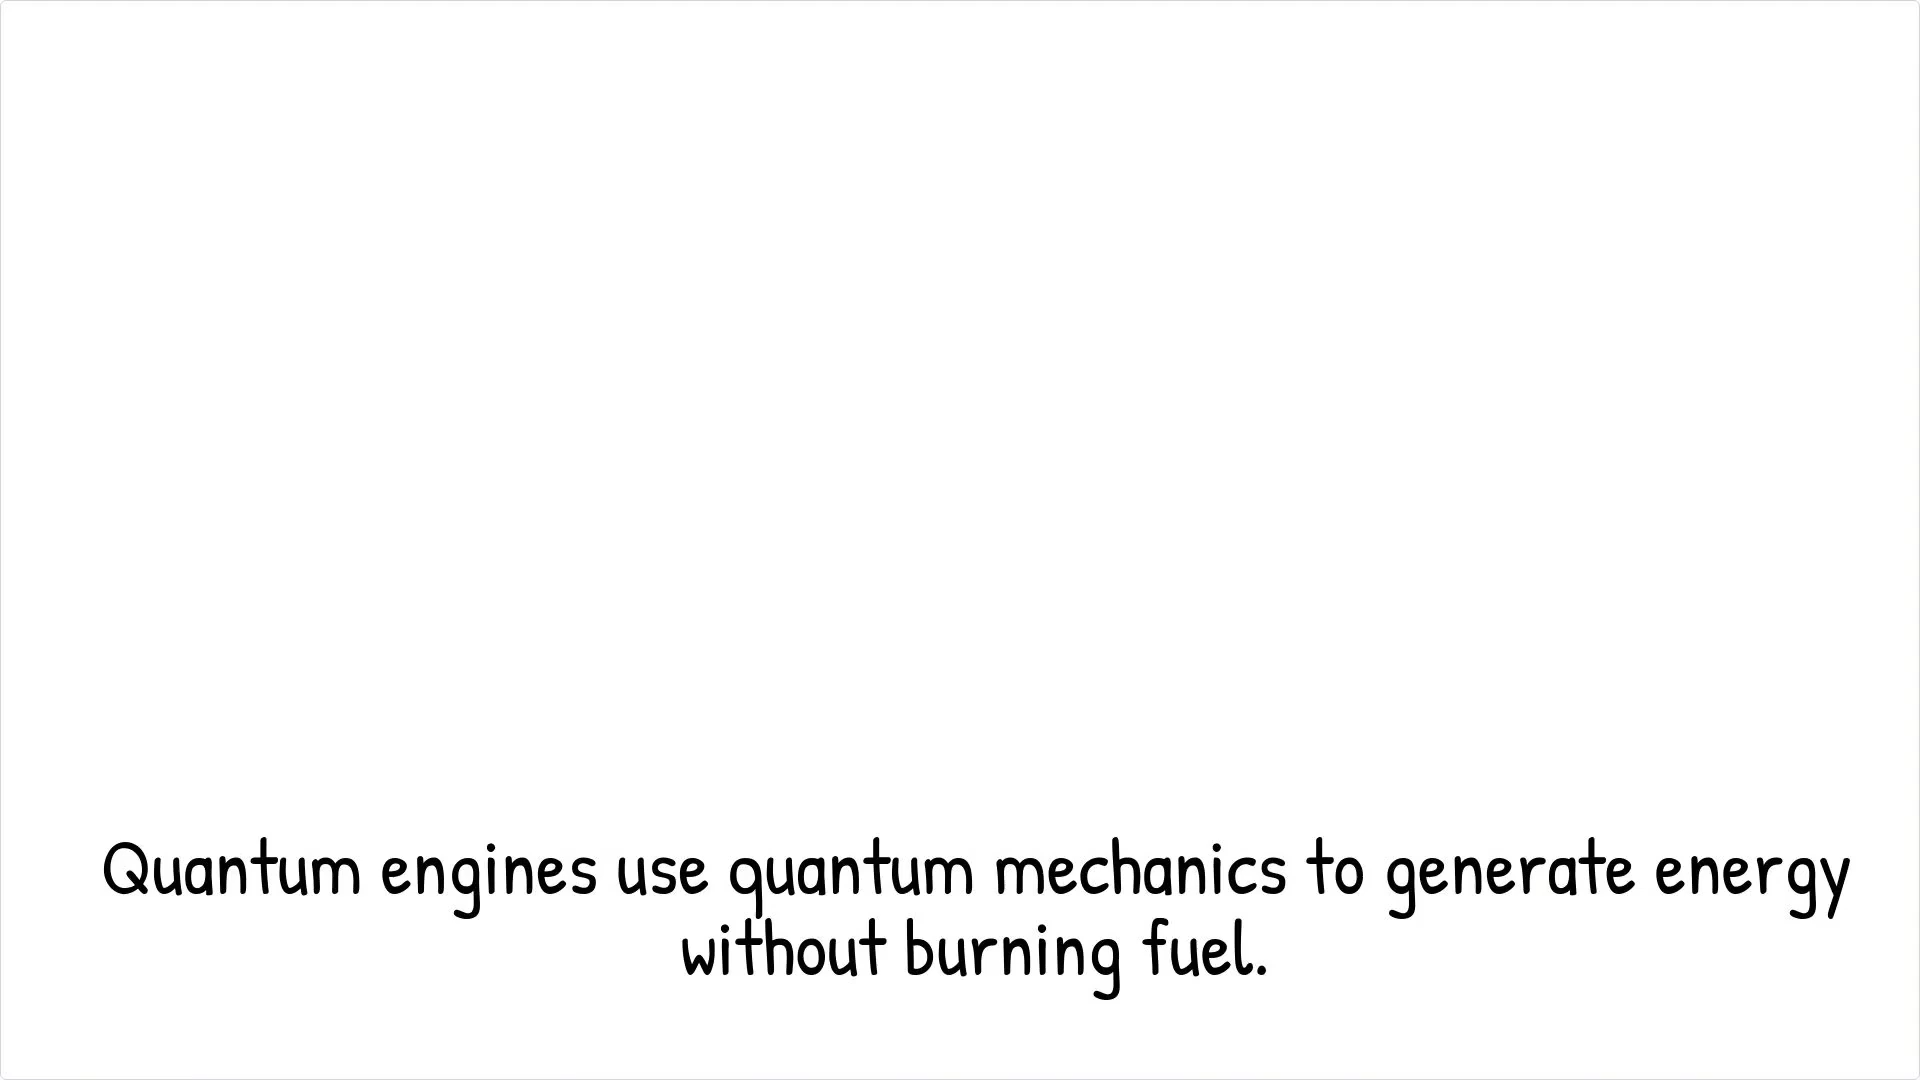 Quantum engines use quantum mechanics to generate energy
without burning fuel.